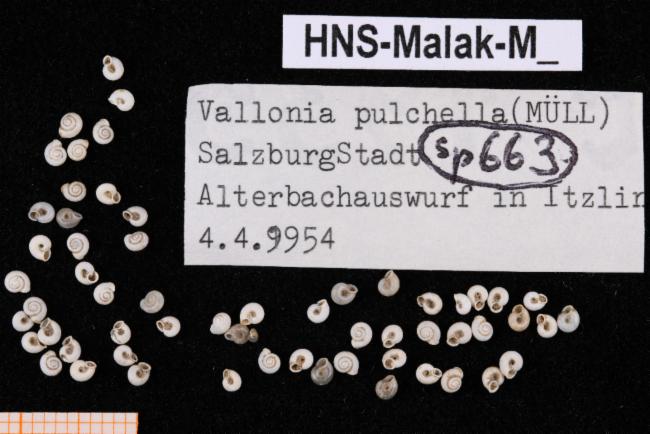 HNS-Malak-M_
Vallonia pulchella(MÜLL)
SalzburgStadt sp663.
Alterbachauswurf in Itzlin
4.4.9954